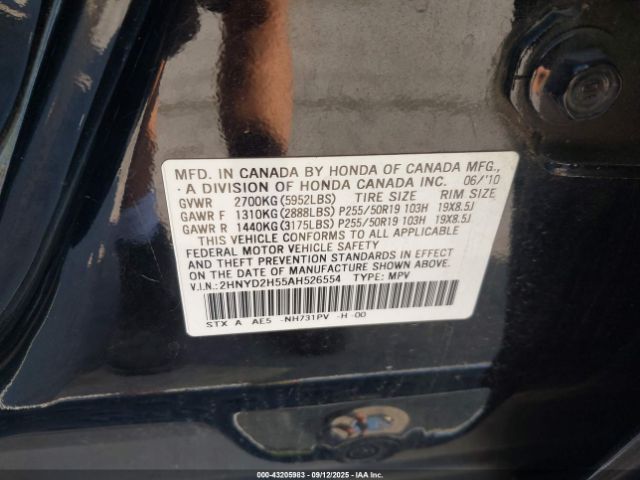 MFD. IN CANADA BY HONDA OF CANADA MFG.,
A DIVISION OF HONDA CANADA INC. 06/'10
GVWR 2700KG(5952LBS) TIRE SIZE RIM SIZE
GAWR F 1310KG(2888LBS) P255/50R19 103H 19X8.5J
GAWR R 1440KG(3175LBS) P255/50R19 103H 19X8.5J
THIS VEHICLE CONFORMS TO ALL APPLICABLE
FEDERAL MOTOR VEHICLE SAFETY
AND THEFT PREVENTION STANDARDS IN EFFECT
ON THE DATE OF MANUFACTURE SHOWN ABOVE.
V.I.N.:2HNYD2H55AH526554 TYPE: MPV
STX A AE5 -NH731PV -H -00
000-43205983 - 09/12/2025 - IAAI.COM